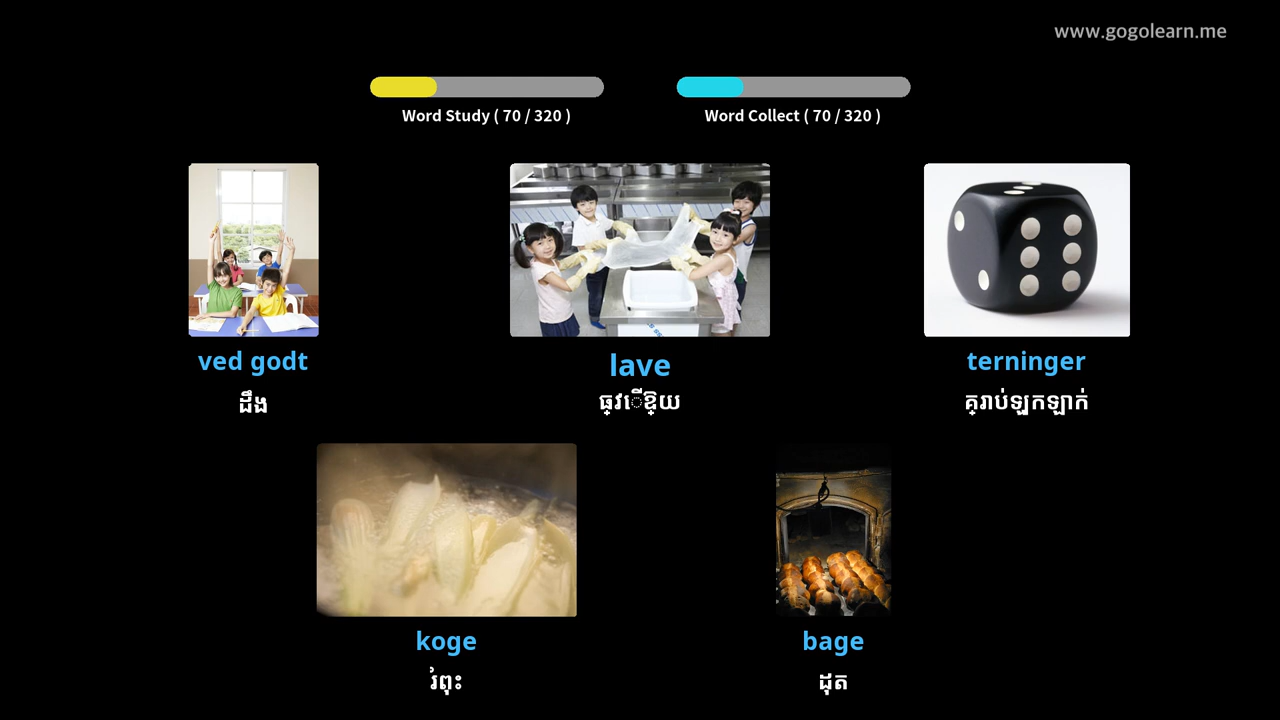 www.gogolearn.me
Word Study ( 70 / 320 )
Word Collect ( 70 / 320 )
ved godt
lave
terninger
ដឹង
ធ្វើឱ្យ
គ្រាប់ឡុកឡាក់
koge
bage
រំពុះ
ដុត